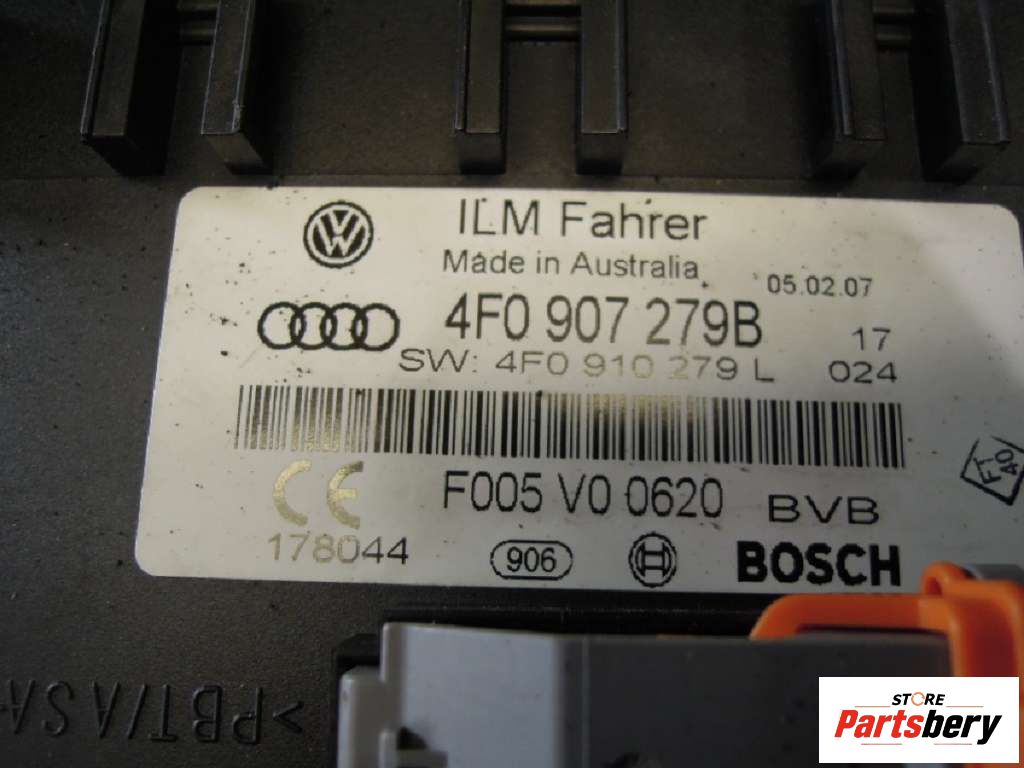 ILM Fahrer
Made in Australia
05.02.07
4F0 907 279B
17
SW: 4F0 910 279 L
024
F005 V0 0620
BVB
178044
906
BOSCH
>PBT/ASA
STORE
Partsbery